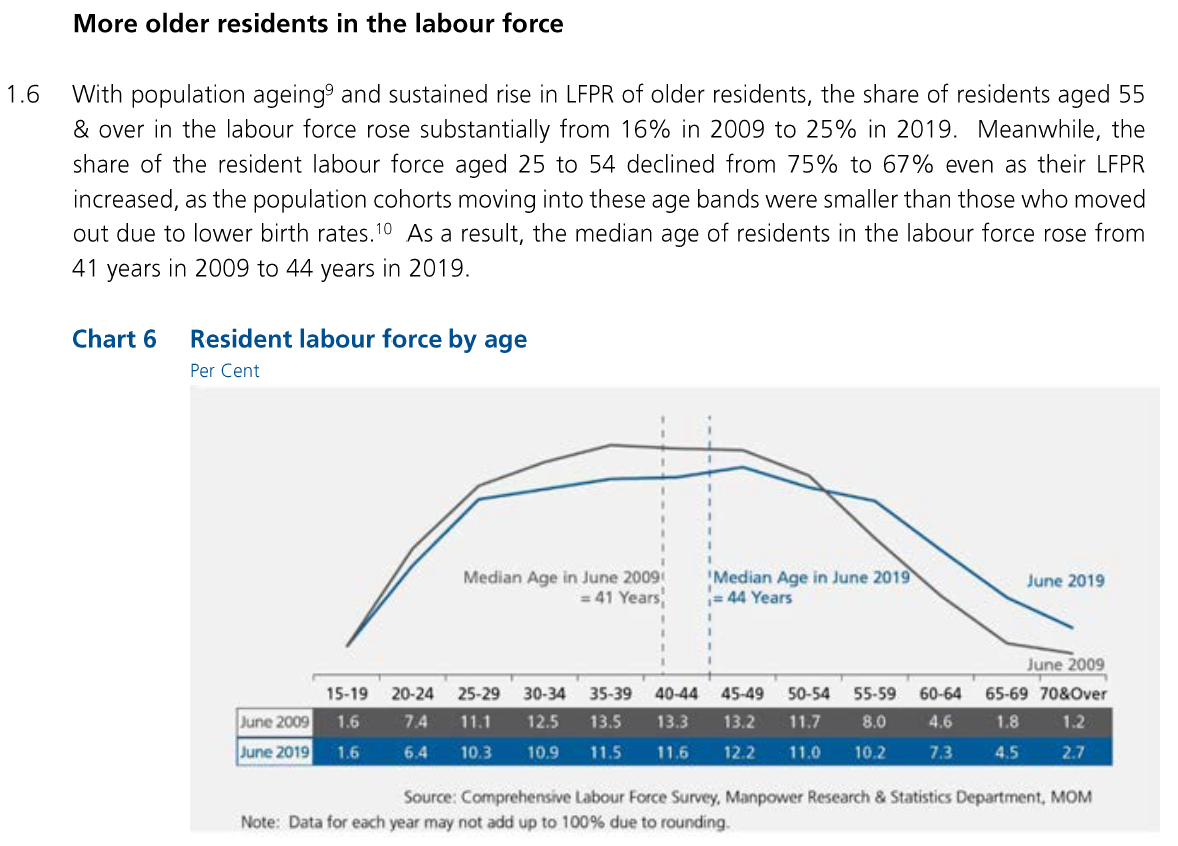 More older residents in the labour force
1.6 With population ageing⁹ and sustained rise in LFPR of older residents, the share of residents aged 55
& over in the labour force rose substantially from 16% in 2009 to 25% in 2019. Meanwhile, the
share of the resident labour force aged 25 to 54 declined from 75% to 67% even as their LFPR
increased, as the population cohorts moving into these age bands were smaller than those who moved
out due to lower birth rates.¹⁰ As a result, the median age of residents in the labour force rose from
41 years in 2009 to 44 years in 2019.
Chart 6 Resident labour force by age
Per Cent
Median Age in June 2009
= 41 Years
Median Age in June 2019
= 44 Years
June 2019
June 2009
15-19 20-24 25-29 30-34 35-39 40-44 45-49 50-54 55-59 60-64 65-69 70&Over
June 2009 1.6 7.4 11.1 12.5 13.5 13.3 13.2 11.7 8.0 4.6 1.8 1.2
June 2019 1.6 6.4 10.3 10.9 11.5 11.6 12.2 11.0 10.2 7.3 4.5 2.7
Source: Comprehensive Labour Force Survey, Manpower Research & Statistics Department, MOM
Note: Data for each year may not add up to 100% due to rounding.